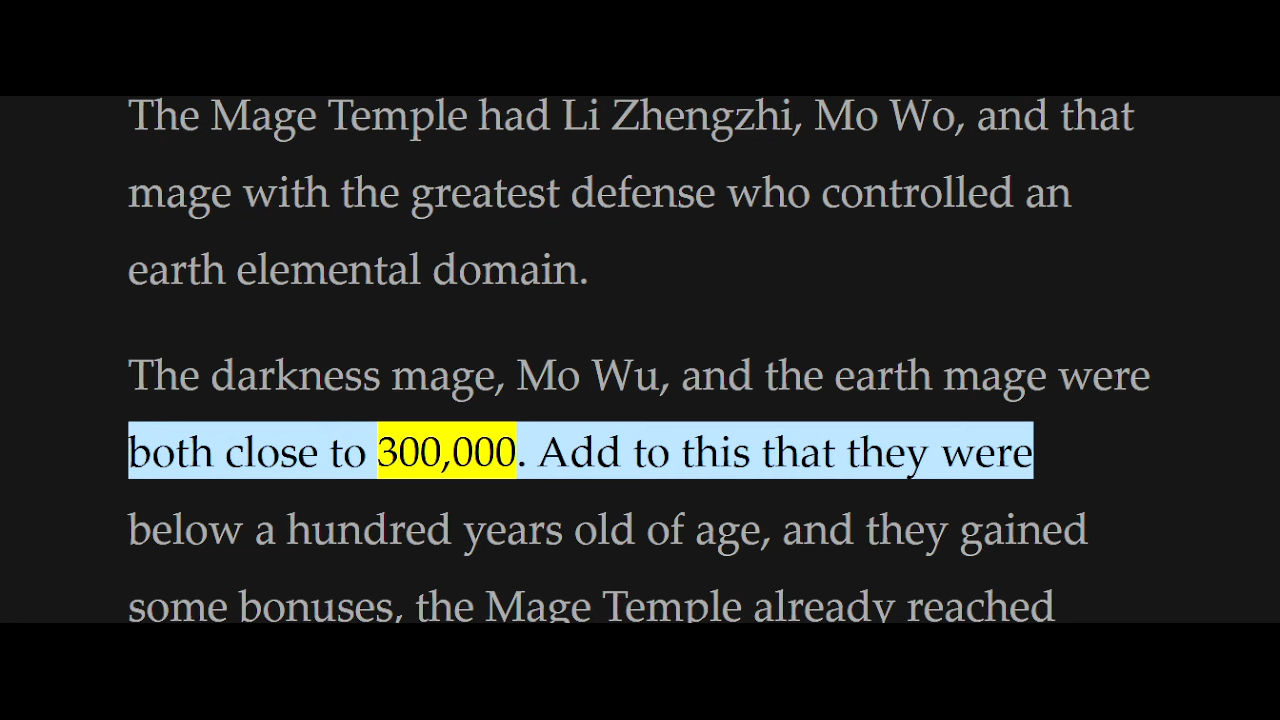 The Mage Temple had Li Zhengzhi, Mo Wo, and that
mage with the greatest defense who controlled an
earth elemental domain.
The darkness mage, Mo Wu, and the earth mage were
both close to 300,000. Add to this that they were
below a hundred years old of age, and they gained
some bonuses, the Mage Temple already reached